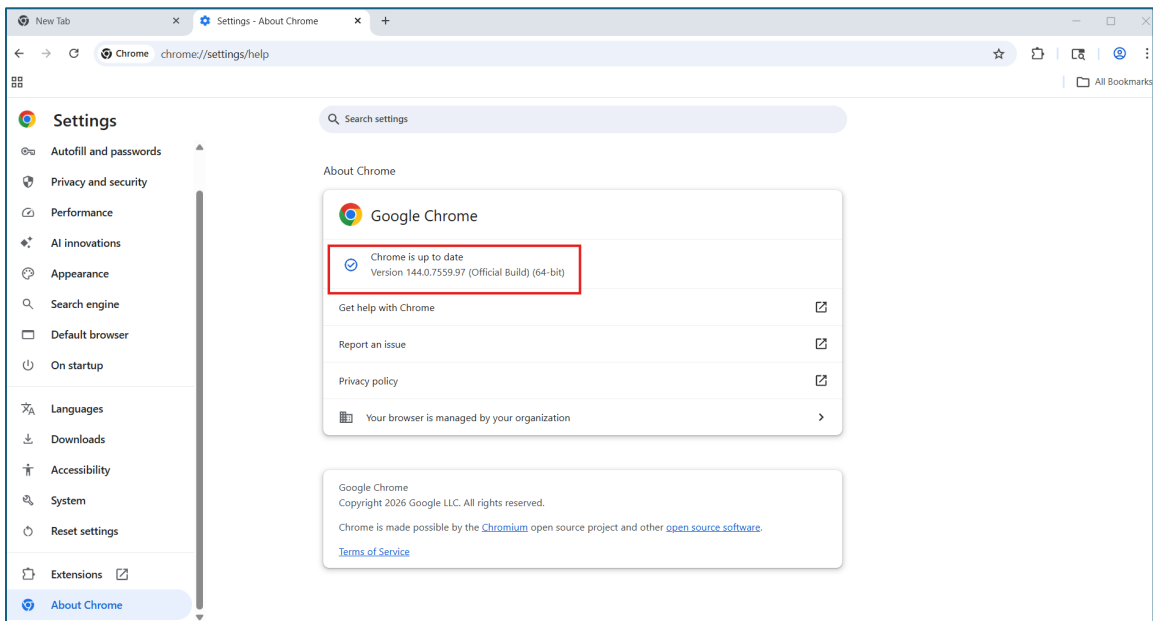 New Tab
Settings - About Chrome
Chrome
chrome://settings/help
All Bookmarks
Settings
Search settings
Autofill and passwords
Privacy and security
Performance
AI innovations
Appearance
Search engine
Default browser
On startup
Languages
Downloads
Accessibility
System
Reset settings
Extensions
About Chrome
About Chrome
Google Chrome
Chrome is up to date
Version 144.0.7559.97 (Official Build) (64-bit)
Get help with Chrome
Report an issue
Privacy policy
Your browser is managed by your organization
Google Chrome
Copyright 2026 Google LLC. All rights reserved.
Chrome is made possible by the Chromium open source project and other open source software.
Terms of Service